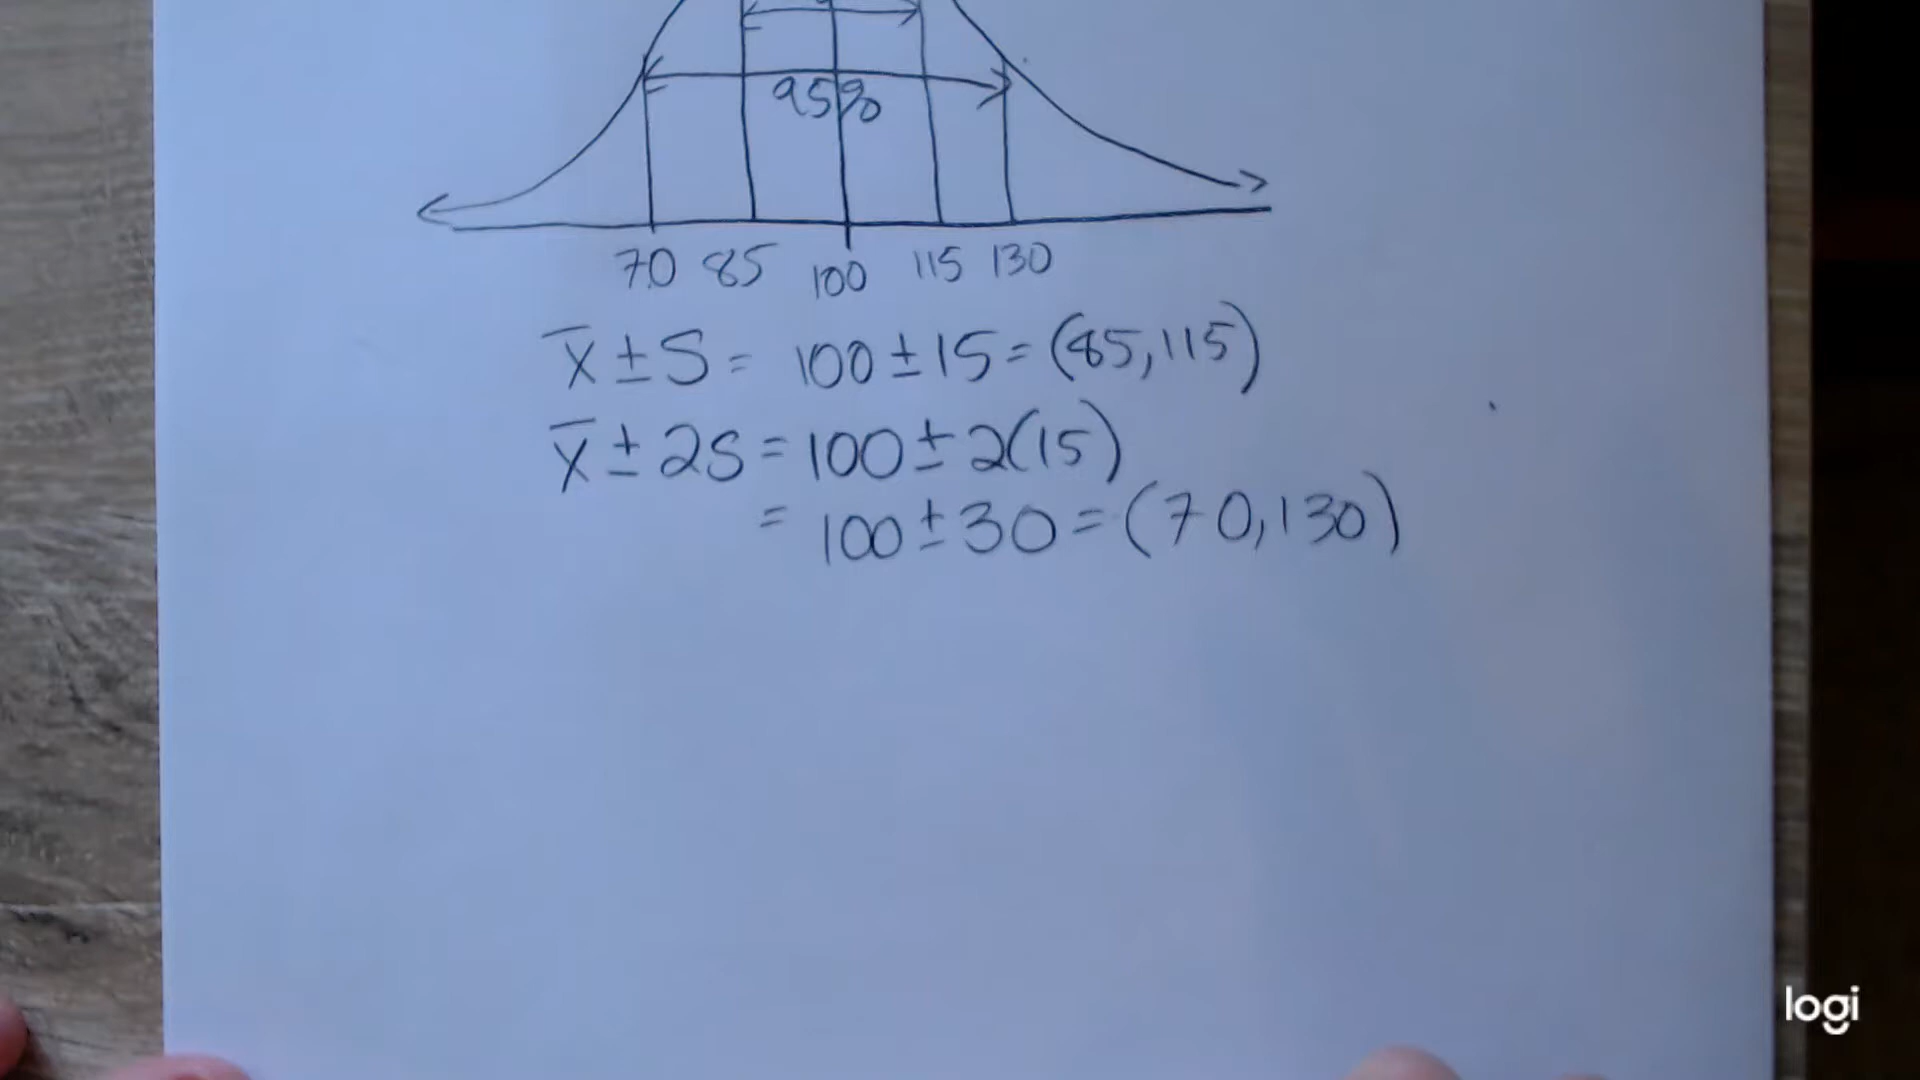 95%
70 85 100 115 130
x̄ ± S = 100 ± 15 = (85,115)
x̄ ± 2S = 100 ± 2(15)
= 100 ± 30 = (70,130)
logi